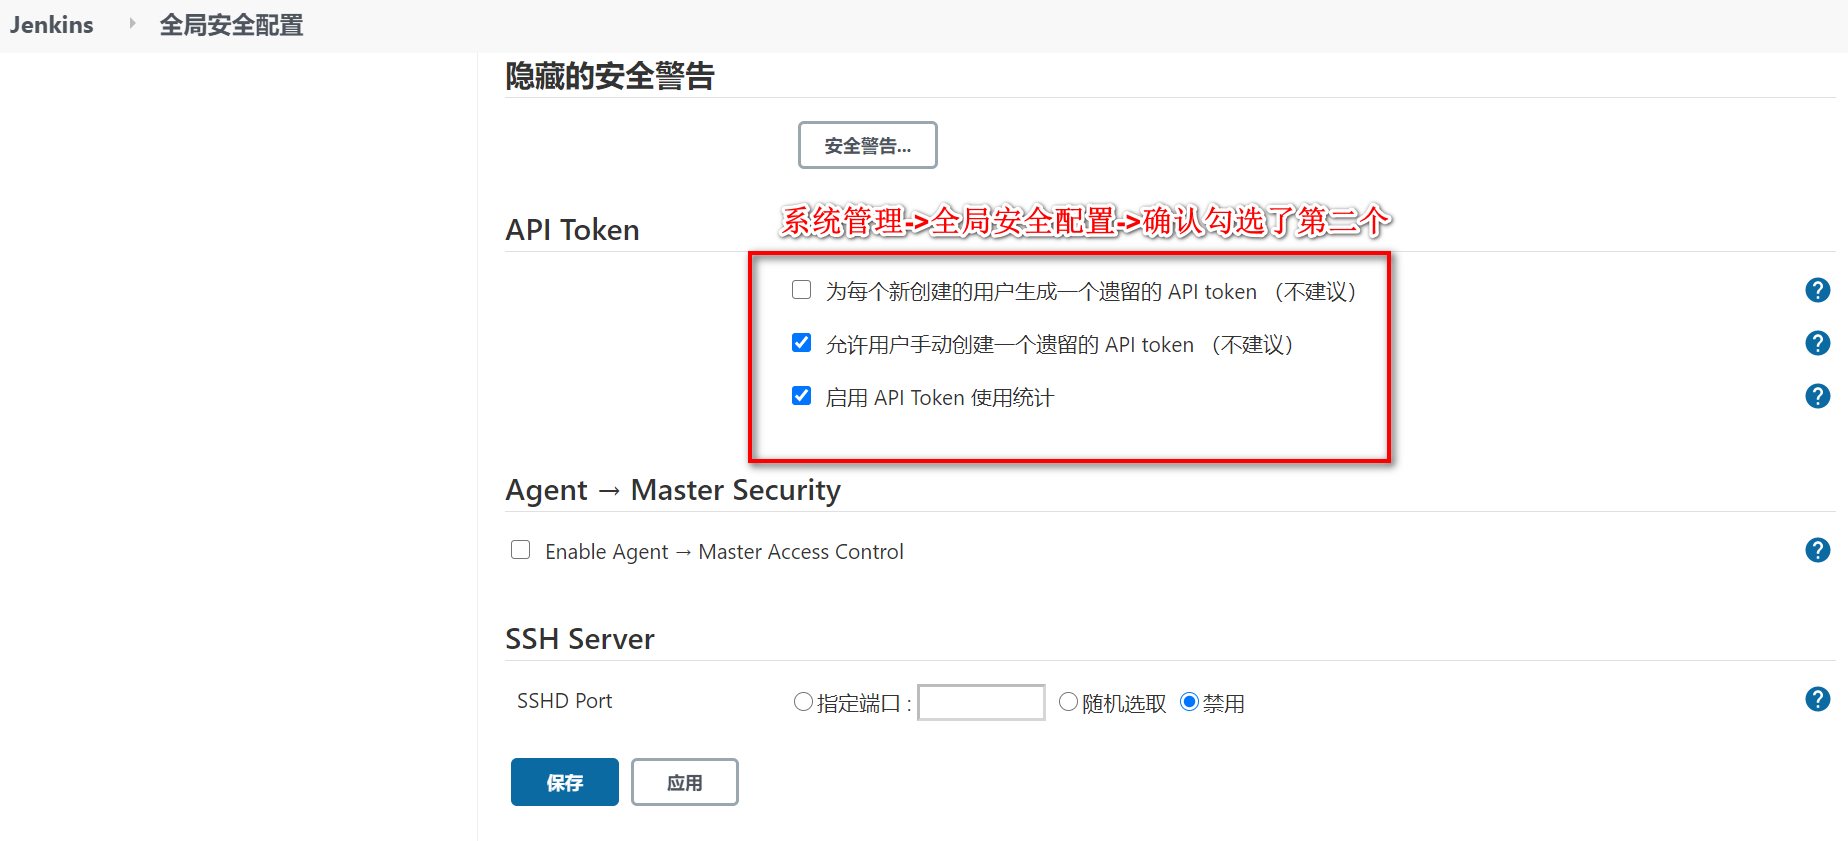 Jenkins 全局安全配置
隐藏的安全警告
安全警告...
API Token
系统管理->全局安全配置->确认勾选了第二个
为每个新创建的用户生成一个遗留的 API token （不建议）
允许用户手动创建一个遗留的 API token （不建议）
启用 API Token 使用统计
Agent → Master Security
Enable Agent → Master Access Control
SSH Server
SSHD Port 指定端口 : 随机选取 禁用
保存 应用